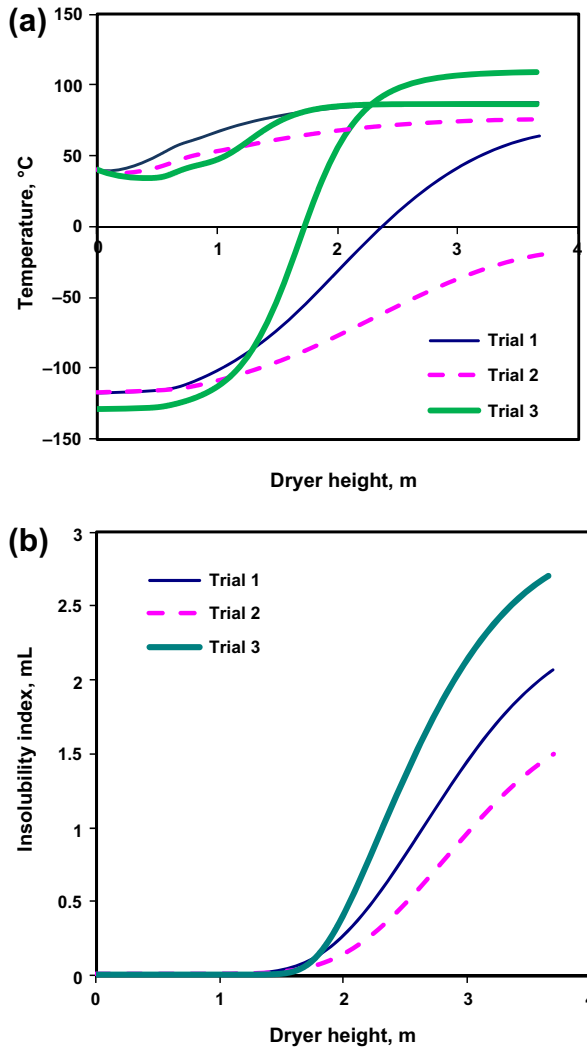 (a)
150
100
50
0
–50
–100
–150
0
1
2
3
4
Temperature, °C
Trial 1
Trial 2
Trial 3
Dryer height, m
(b)
3
2.5
2
1.5
1
0.5
0
0
1
2
3
4
Insolubility index, mL
Trial 1
Trial 2
Trial 3
Dryer height, m